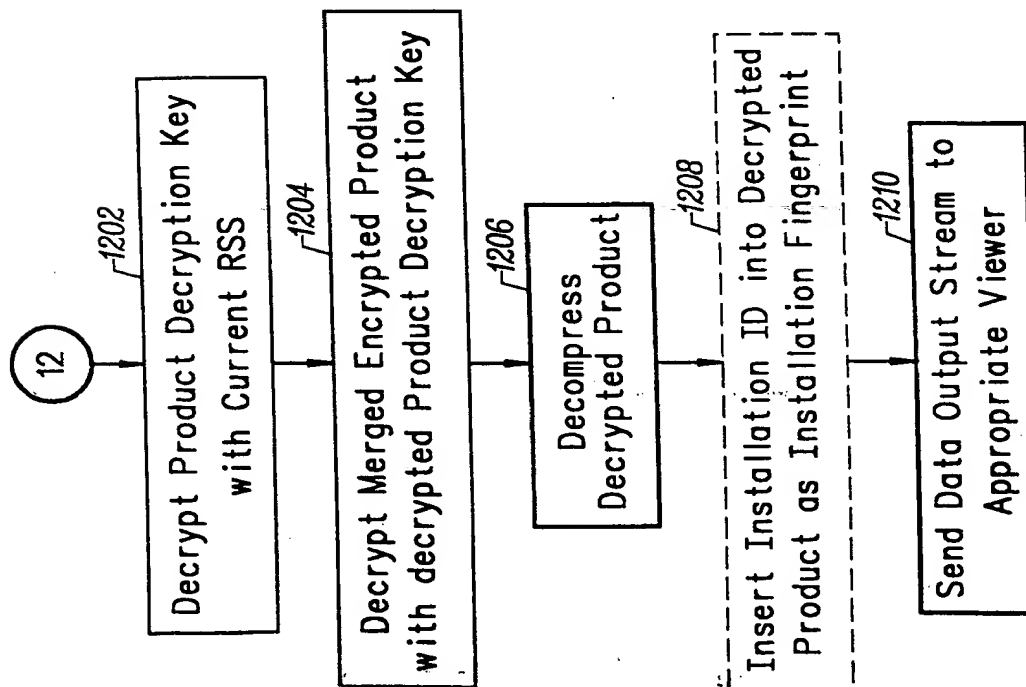 12
1202
Decrypt Product Decryption Key
with Current RSS
1204
Decrypt Merged Encrypted Product
with decrypted Product Decryption Key
1206
Decompress
Decrypted Product
1208
Insert Installation ID into Decrypted
Product as Installation Fingerprint
1210
Send Data Output Stream to
Appropriate Viewer